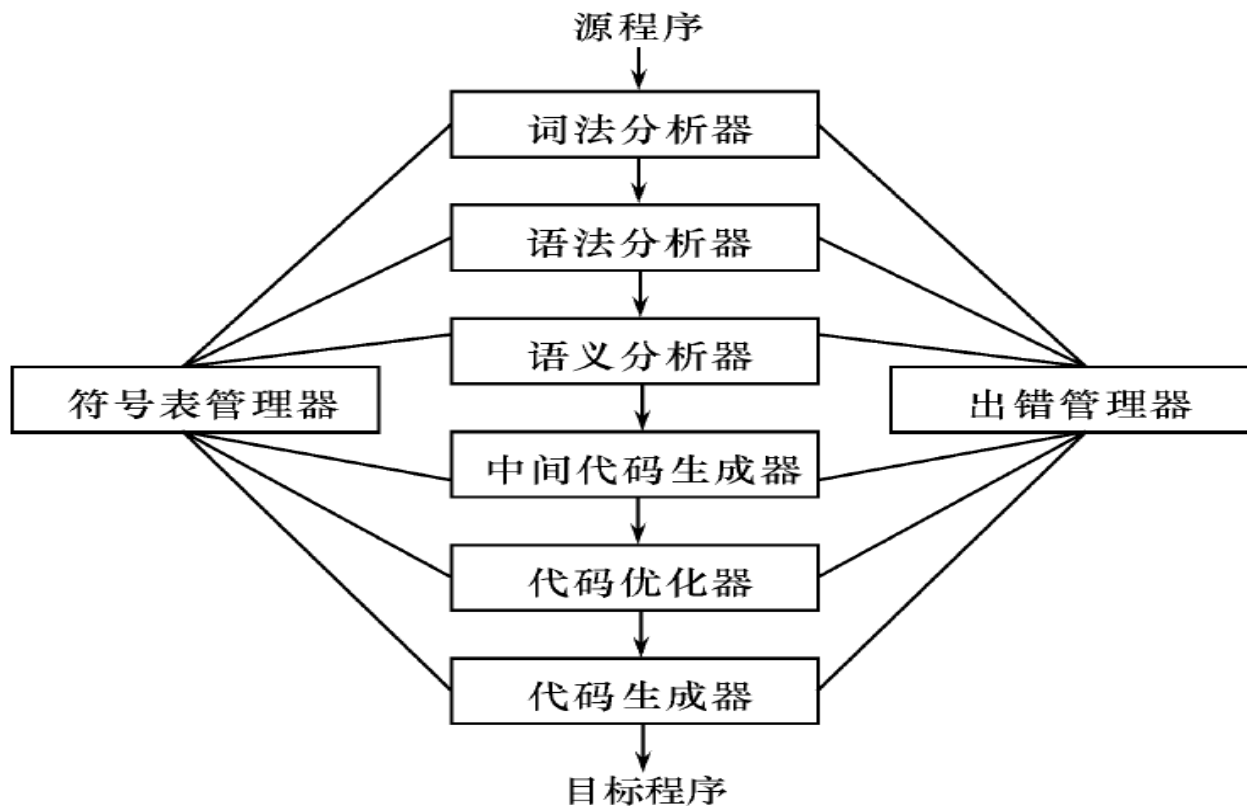 源程序
词法分析器
语法分析器
语义分析器
符号表管理器
出错管理器
中间代码生成器
代码优化器
代码生成器
目标程序